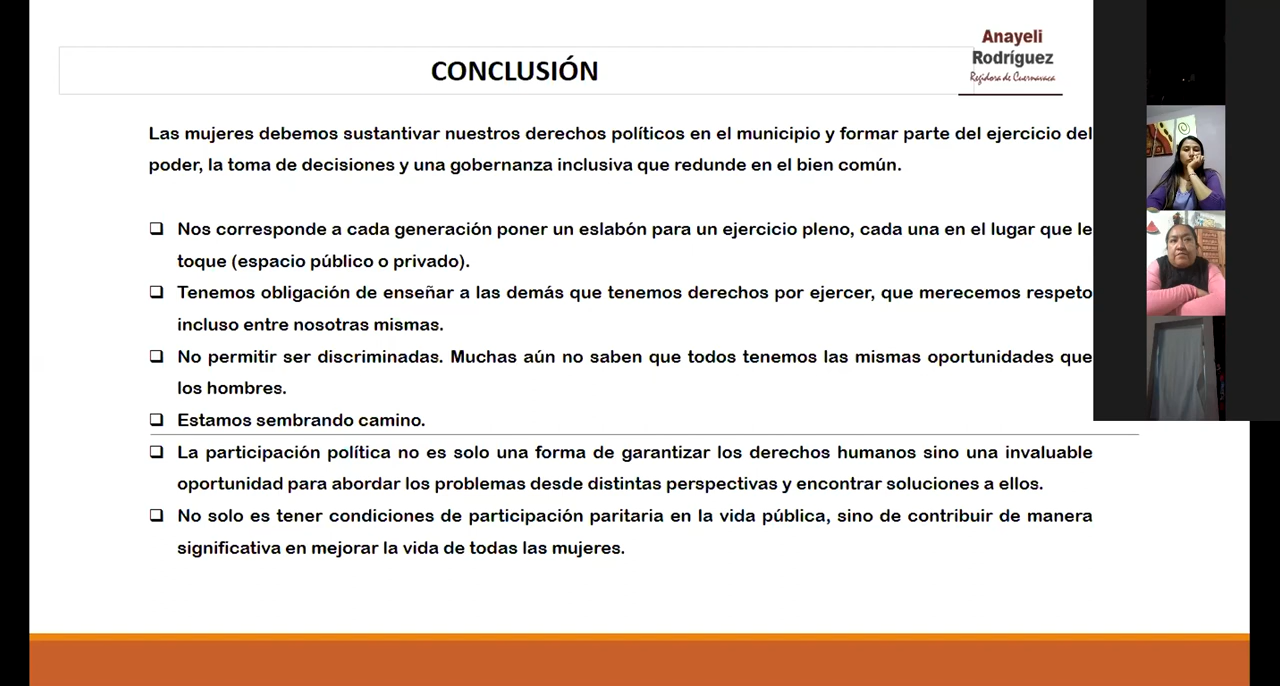 CONCLUSIÓN
Anayeli
Rodríguez
Regidora de Cuernavaca
Las mujeres debemos sustantivar nuestros derechos políticos en el municipio y formar parte del ejercicio del
poder, la toma de decisiones y una gobernanza inclusiva que redunde en el bien común.
Nos corresponde a cada generación poner un eslabón para un ejercicio pleno, cada una en el lugar que le
toque (espacio público o privado).
Tenemos obligación de enseñar a las demás que tenemos derechos por ejercer, que merecemos respeto
incluso entre nosotras mismas.
No permitir ser discriminadas. Muchas aún no saben que todos tenemos las mismas oportunidades que
los hombres.
Estamos sembrando camino.
La participación política no es solo una forma de garantizar los derechos humanos sino una invaluable
oportunidad para abordar los problemas desde distintas perspectivas y encontrar soluciones a ellos.
No solo es tener condiciones de participación paritaria en la vida pública, sino de contribuir de manera
significativa en mejorar la vida de todas las mujeres.